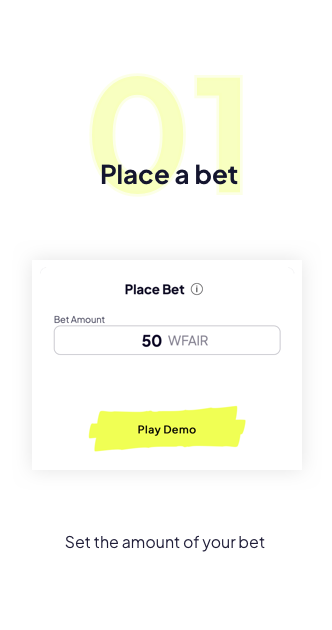 01
Place a bet
Place Bet ⓘ
Bet Amount
50 WFAIR
Play Demo
Set the amount of your bet